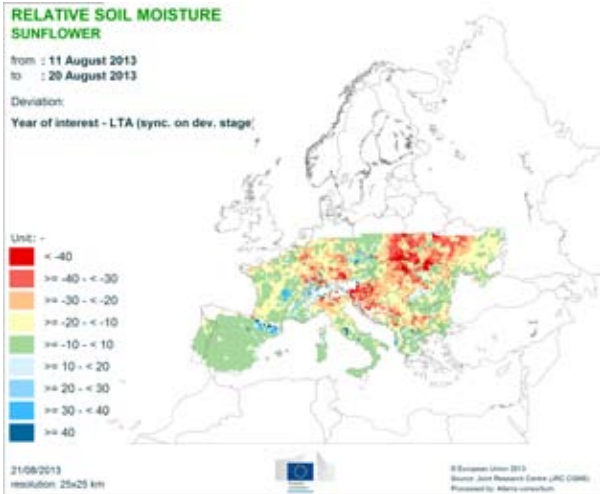 RELATIVE SOIL MOISTURE
SUNFLOWER
from : 11 August 2013
to : 20 August 2013
Deviation:
Year of interest - LTA (sync. on dev. stage)
Unit: -
< -40
>= -40 - < -30
>= -30 - < -20
>= -20 - < -10
>= -10 - < 10
>= 10 - < 20
>= 20 - < 30
>= 30 - < 40
>= 40
21/08/2013
resolution: 25x25 km
© European Union 2013
Source: Joint Research Centre (JRC
Processed by: Alterra consortium